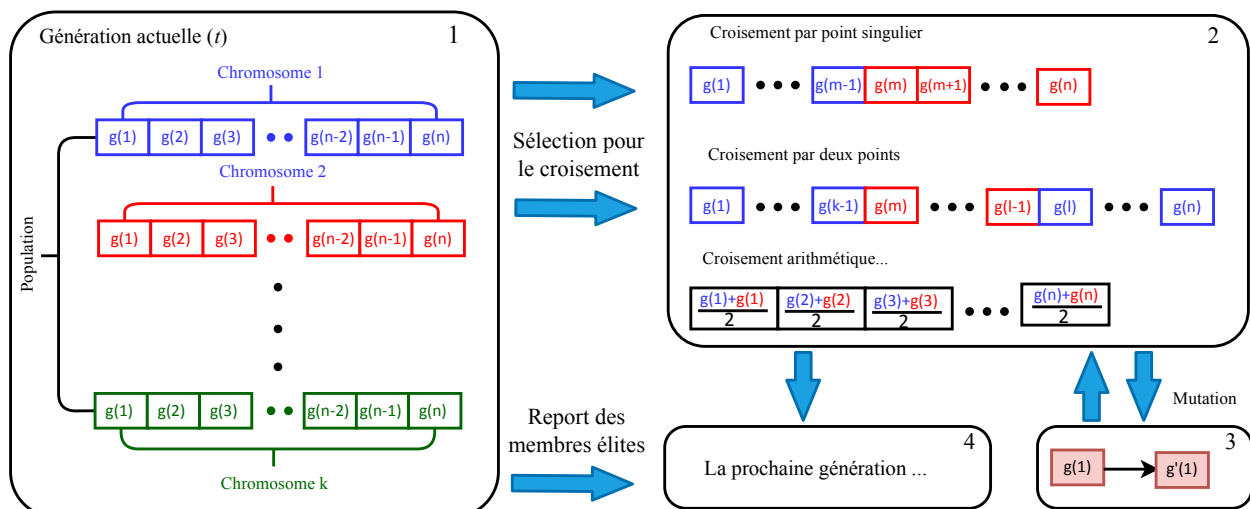 Génération actuelle (t) 1
Chromosome 1
g(1) g(2) g(3) g(n-2) g(n-1) g(n)
Chromosome 2
g(1) g(2) g(3) g(n-2) g(n-1) g(n)
Population
g(1) g(2) g(3) g(n-2) g(n-1) g(n)
Chromosome k
Sélection pour
le croisement
Report des
membres élites
2
Croisement par point singulier
g(1) g(m-1) g(m) g(m+1) g(n)
Croisement par deux points
g(1) g(k-1) g(m) g(l-1) g(l) g(n)
Croisement arithmétique...
g(1)+g(1) g(2)+g(2) g(3)+g(3) g(n)+g(n)
2 2 2 2
Mutation
4
La prochaine génération ...
3
g(1) g'(1)